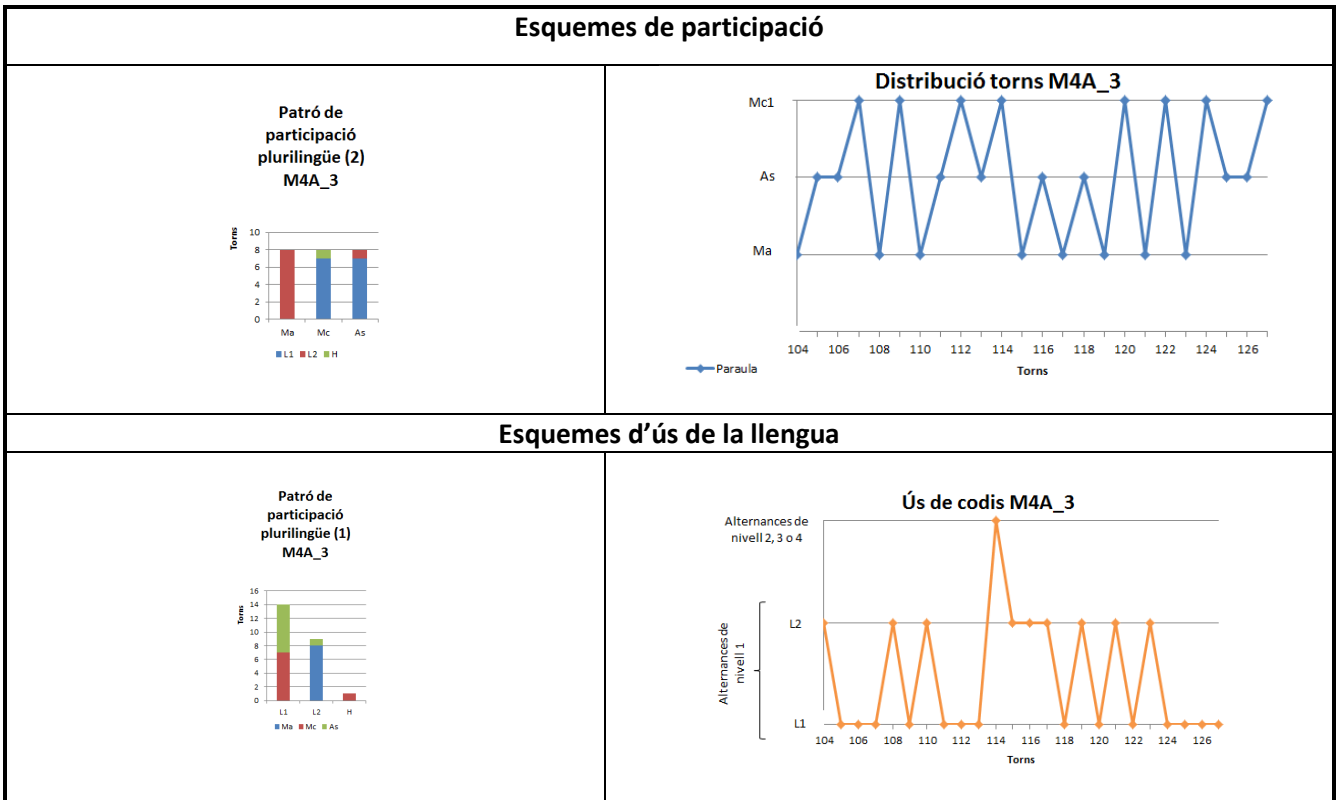 Esquemes de participació
Patró de
participació
plurilingüe (2)
M4A_3
Torns
10
8
6
4
2
0
Ma Mc As
L1 L2 H
Distribució torns M4A_3
Mc1
As
Ma
104 106 108 110 112 114 116 118 120 122 124 126
Torns
Paraula
Esquemes d’ús de la llengua
Patró de
participació
plurilingüe (1)
M4A_3
Torns
16
14
12
10
8
6
4
2
0
L1 L2 H
Ma Mc As
Ús de codis M4A_3
Alternances de
nivell 2, 3 o 4
L2
Alternances de
nivell 1
L1
104 106 108 110 112 114 116 118 120 122 124 126
Torns